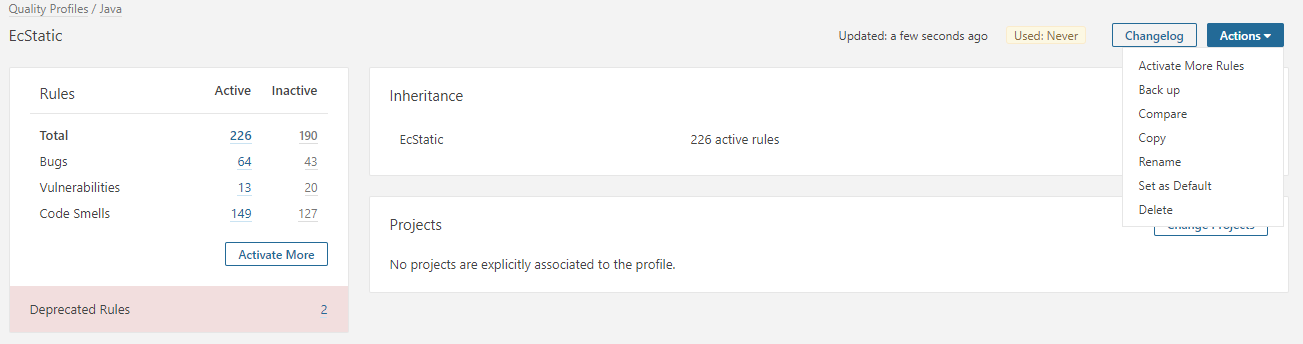 Quality Profiles / Java
EcStatic
Updated: a few seconds ago Used: Never Changelog Actions
Activate More Rules
Back up
Compare
Copy
Rename
Set as Default
Delete
Rules Active Inactive
Total 226 190
Bugs 64 43
Vulnerabilities 13 20
Code Smells 149 127
Activate More
Deprecated Rules 2
Inheritance
EcStatic 226 active rules
Projects
Change Projects
No projects are explicitly associated to the profile.